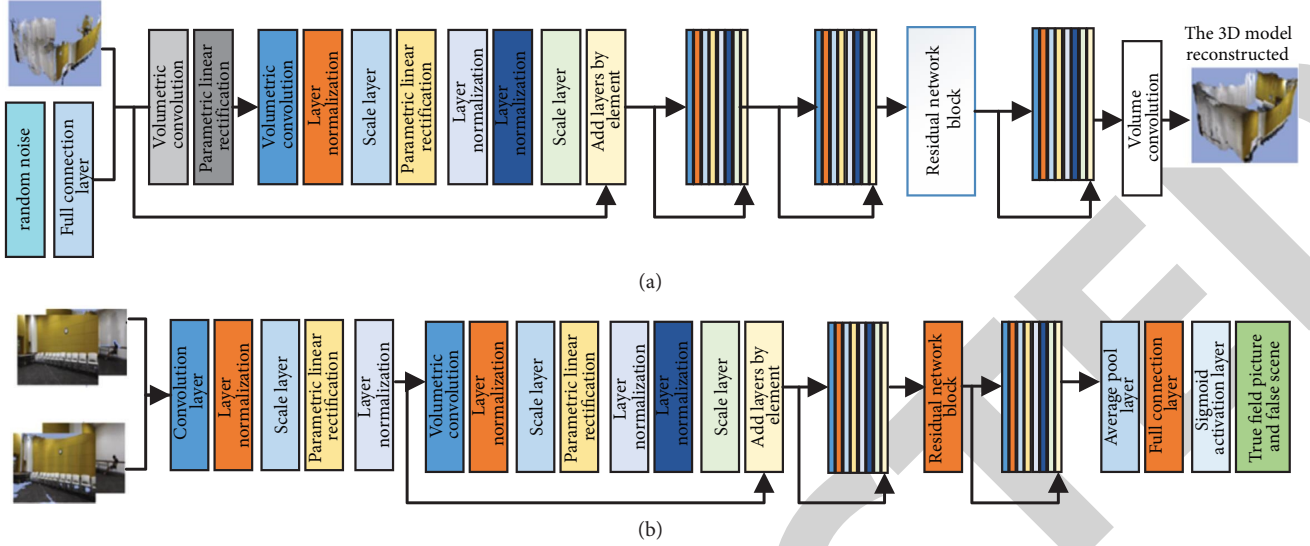 The 3D model
reconstructed
random noise
Full connection
layer
Volumetric
convolution
Parametric linear
rectification
Volumetric
convolution
Layer
normalization
Scale layer
Parametric linear
rectification
Layer
normalization
Layer
normalization
Scale layer
Add layers by
element
Residual network
block
Volume
convolution
(a)
Convolution
layer
Layer
normalization
Scale layer
Parametric linear
rectification
Layer
normalization
Volumetric
convolution
Layer
normalization
Scale layer
Parametric linear
rectification
Layer
normalization
Layer
normalization
Scale layer
Add layers by
element
Residual network
block
Average pool
layer
Full connection
layer
Sigmoid
activation layer
True field picture
and false scene
(b)